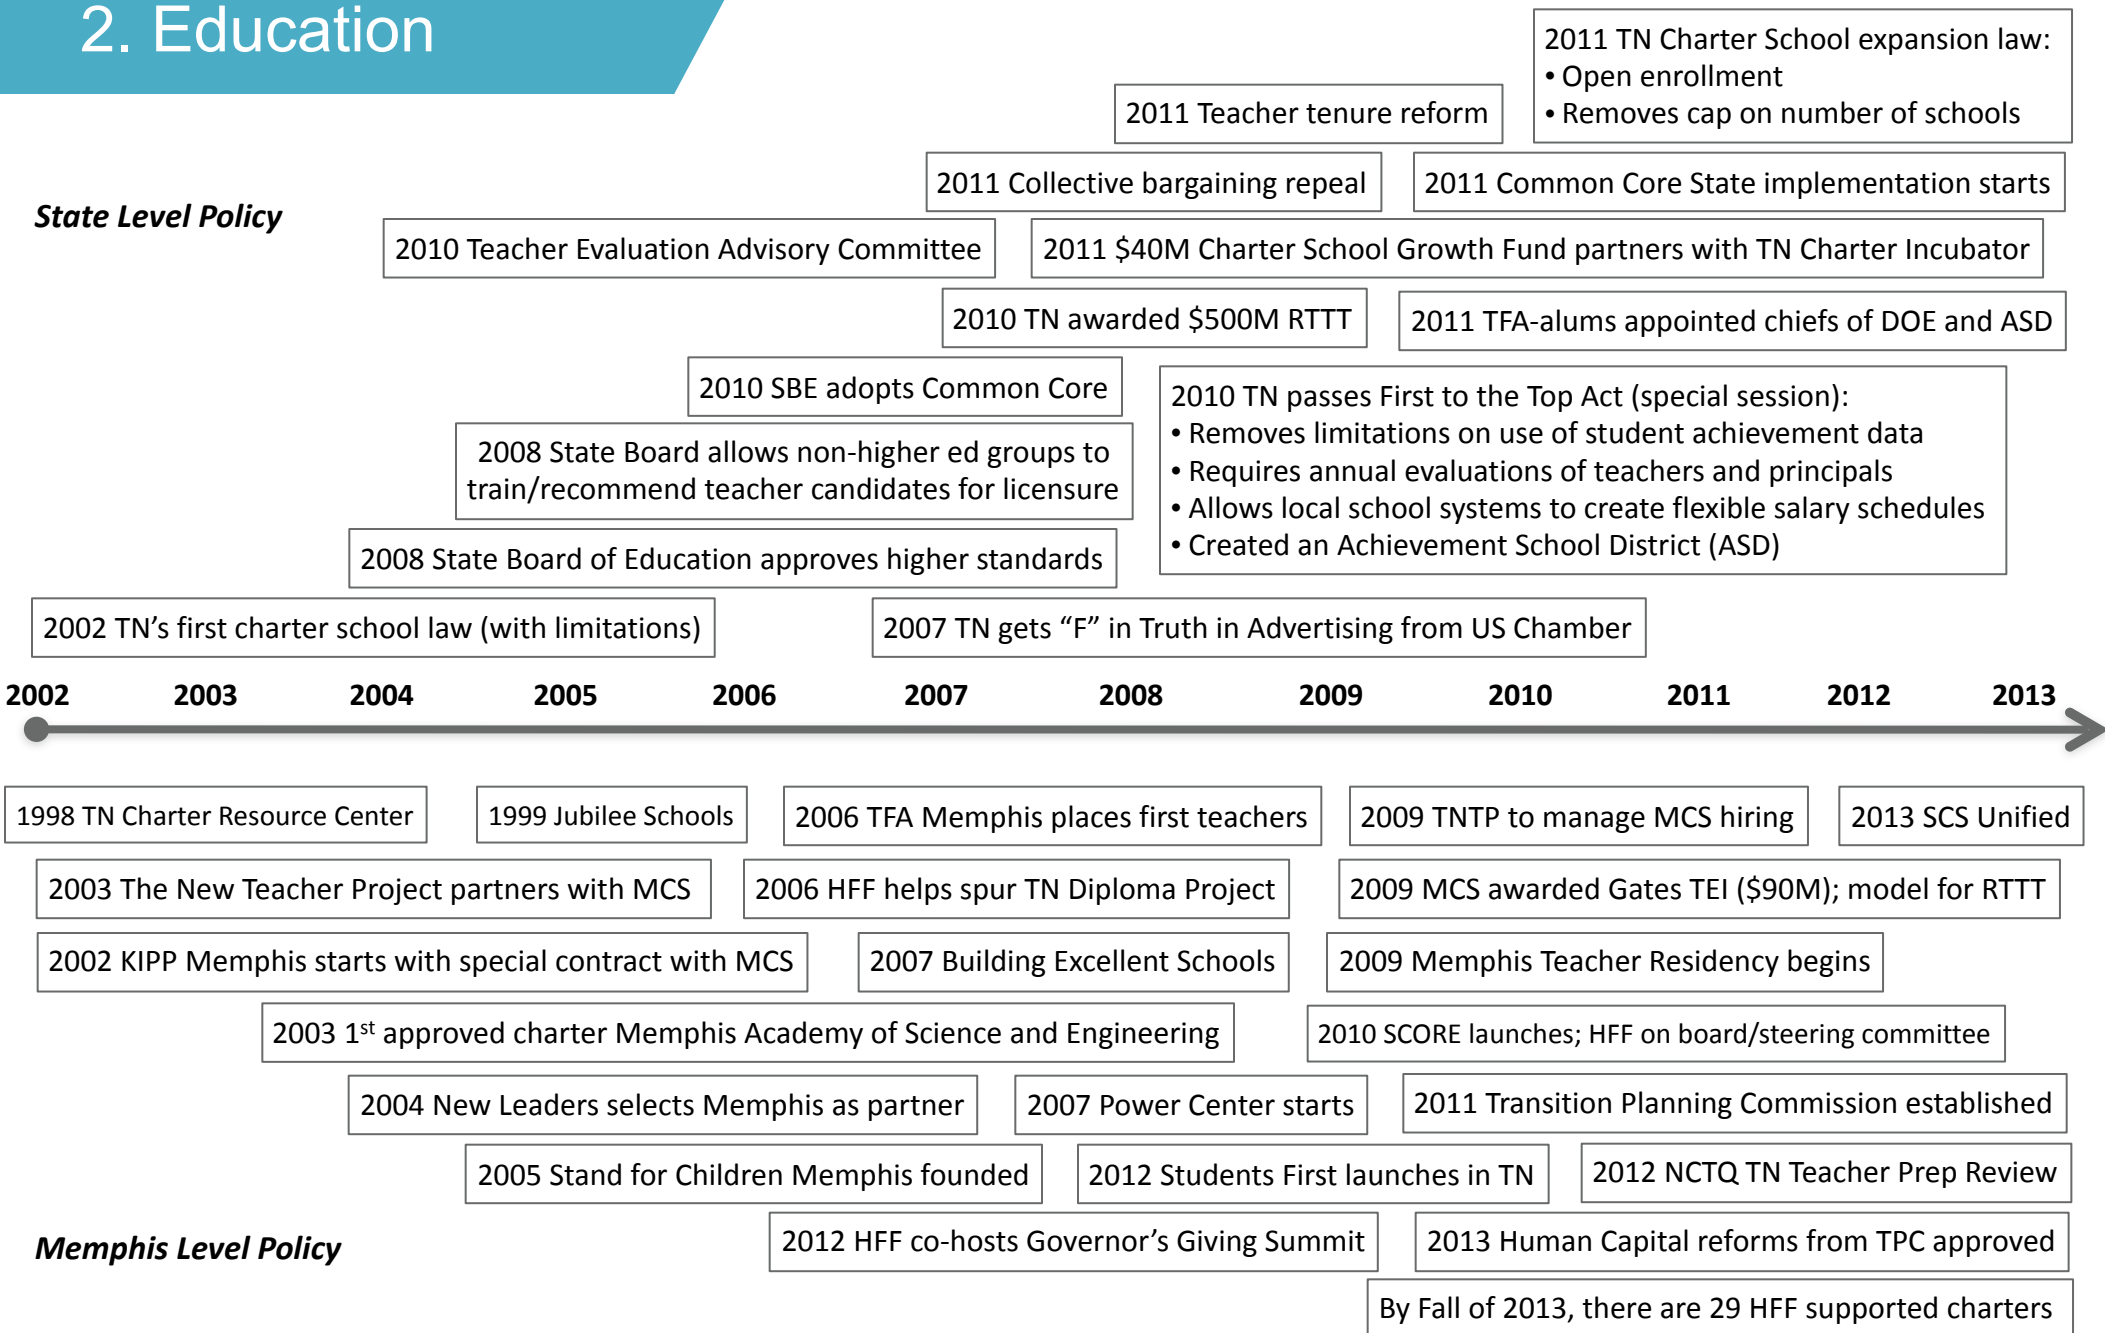 2. Education
2011 TN Charter School expansion law:
• Open enrollment
• Removes cap on number of schools
2011 Teacher tenure reform
2011 Collective bargaining repeal
2011 Common Core State implementation starts
State Level Policy
2010 Teacher Evaluation Advisory Committee
2011 $40M Charter School Growth Fund partners with TN Charter Incubator
2010 TN awarded $500M RTTT
2011 TFA-alums appointed chiefs of DOE and ASD
2010 SBE adopts Common Core
2010 TN passes First to the Top Act (special session):
• Removes limitations on use of student achievement data
• Requires annual evaluations of teachers and principals
• Allows local school systems to create flexible salary schedules
• Created an Achievement School District (ASD)
2008 State Board allows non-higher ed groups to
train/recommend teacher candidates for licensure
2008 State Board of Education approves higher standards
2002 TN’s first charter school law (with limitations)
2007 TN gets “F” in Truth in Advertising from US Chamber
2002 2003 2004 2005 2006 2007 2008 2009 2010 2011 2012 2013
1998 TN Charter Resource Center
1999 Jubilee Schools
2006 TFA Memphis places first teachers
2009 TNTP to manage MCS hiring
2013 SCS Unified
2003 The New Teacher Project partners with MCS
2006 HFF helps spur TN Diploma Project
2009 MCS awarded Gates TEI ($90M); model for RTTT
2002 KIPP Memphis starts with special contract with MCS
2007 Building Excellent Schools
2009 Memphis Teacher Residency begins
2003 1st approved charter Memphis Academy of Science and Engineering
2010 SCORE launches; HFF on board/steering committee
2004 New Leaders selects Memphis as partner
2007 Power Center starts
2011 Transition Planning Commission established
2005 Stand for Children Memphis founded
2012 Students First launches in TN
2012 NCTQ TN Teacher Prep Review
Memphis Level Policy
2012 HFF co-hosts Governor’s Giving Summit
2013 Human Capital reforms from TPC approved
By Fall of 2013, there are 29 HFF supported charters